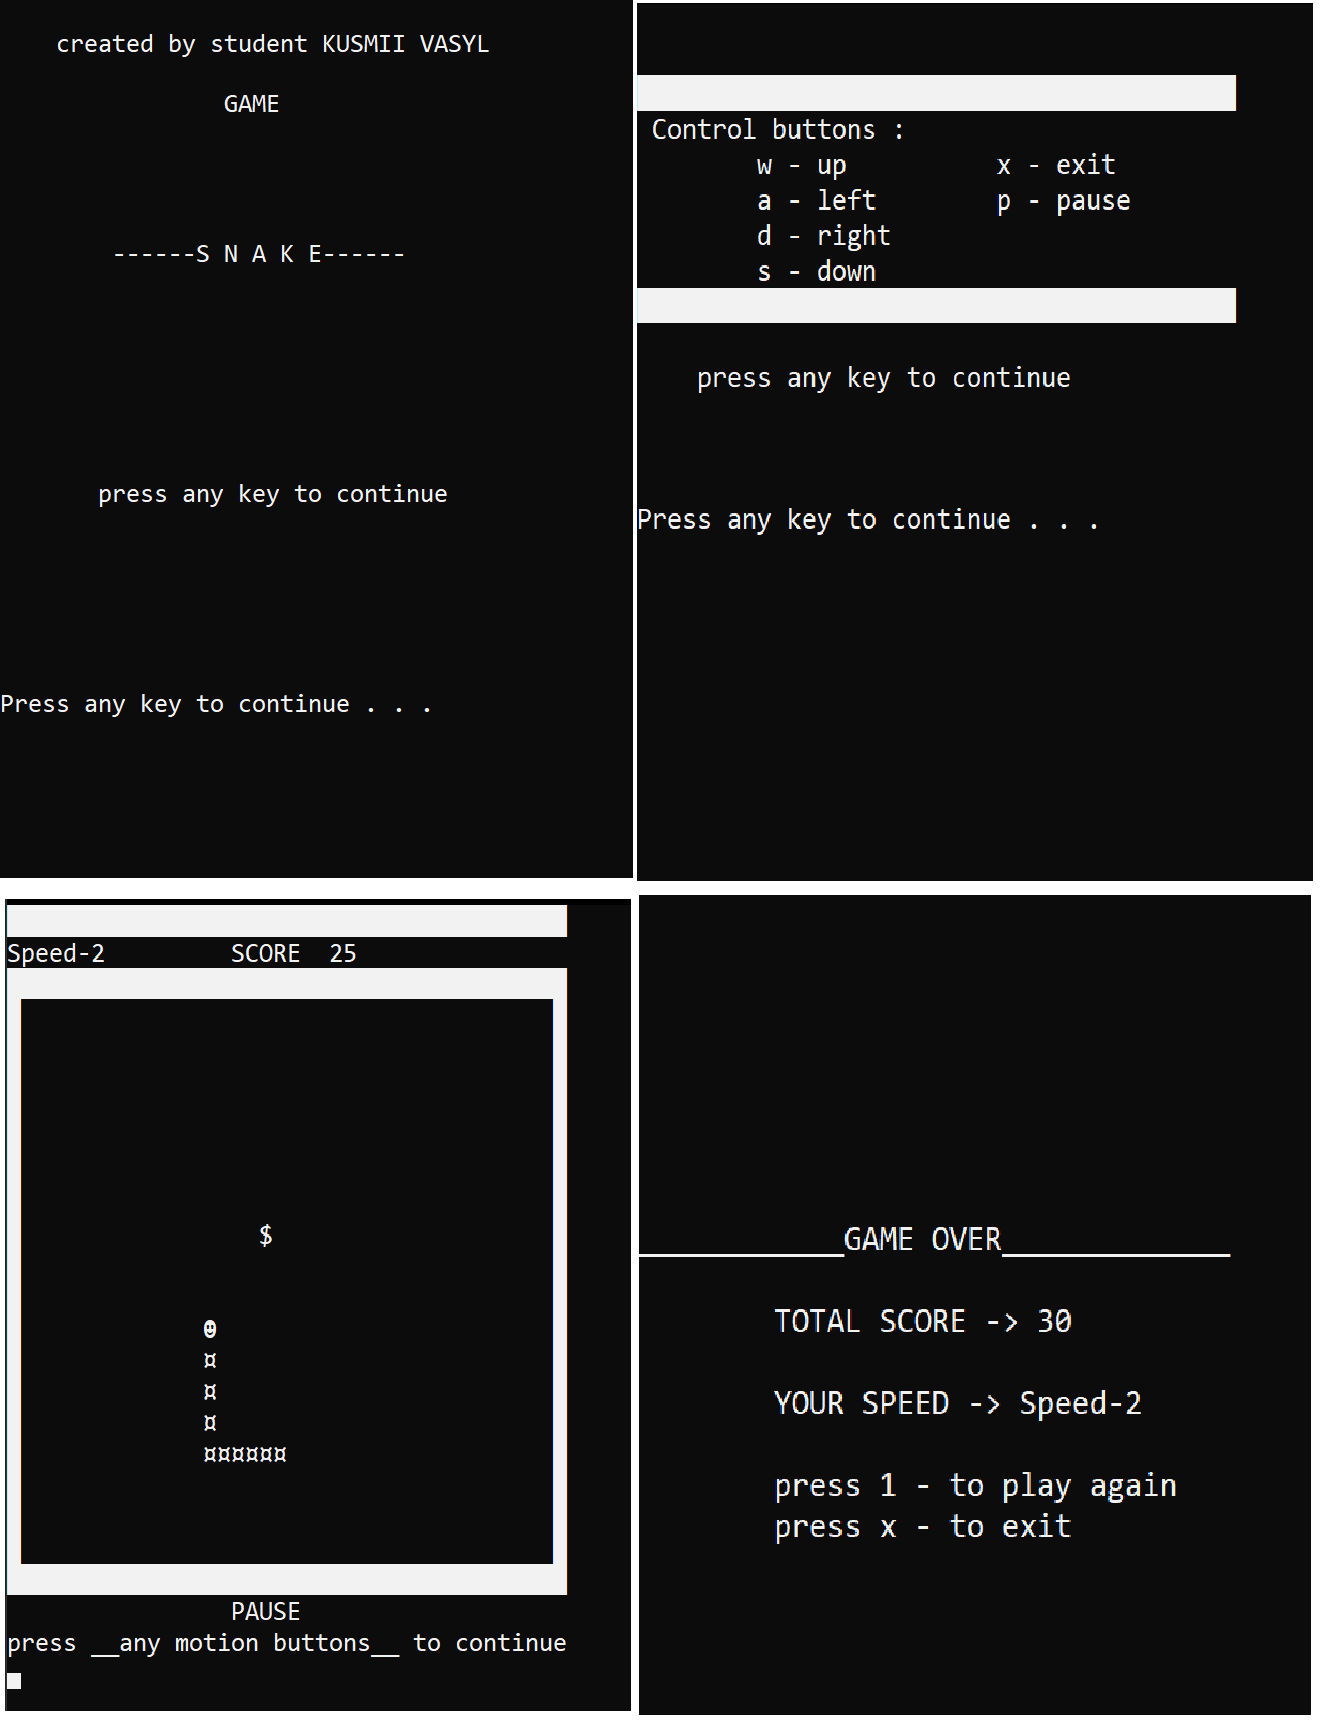 created by student KUSMII VASYL
GAME
------S N A K E------
press any key to continue
Press any key to continue . . .
Control buttons :
w - up x - exit
a - left p - pause
d - right
s - down
press any key to continue
Press any key to continue . . .
Speed-2 SCORE 25
$
☻
¤
¤
¤
¤¤¤¤¤¤
PAUSE
press __any motion buttons__ to continue
______________GAME OVER_______________
TOTAL SCORE -> 30
YOUR SPEED -> Speed-2
press 1 - to play again
press x - to exit